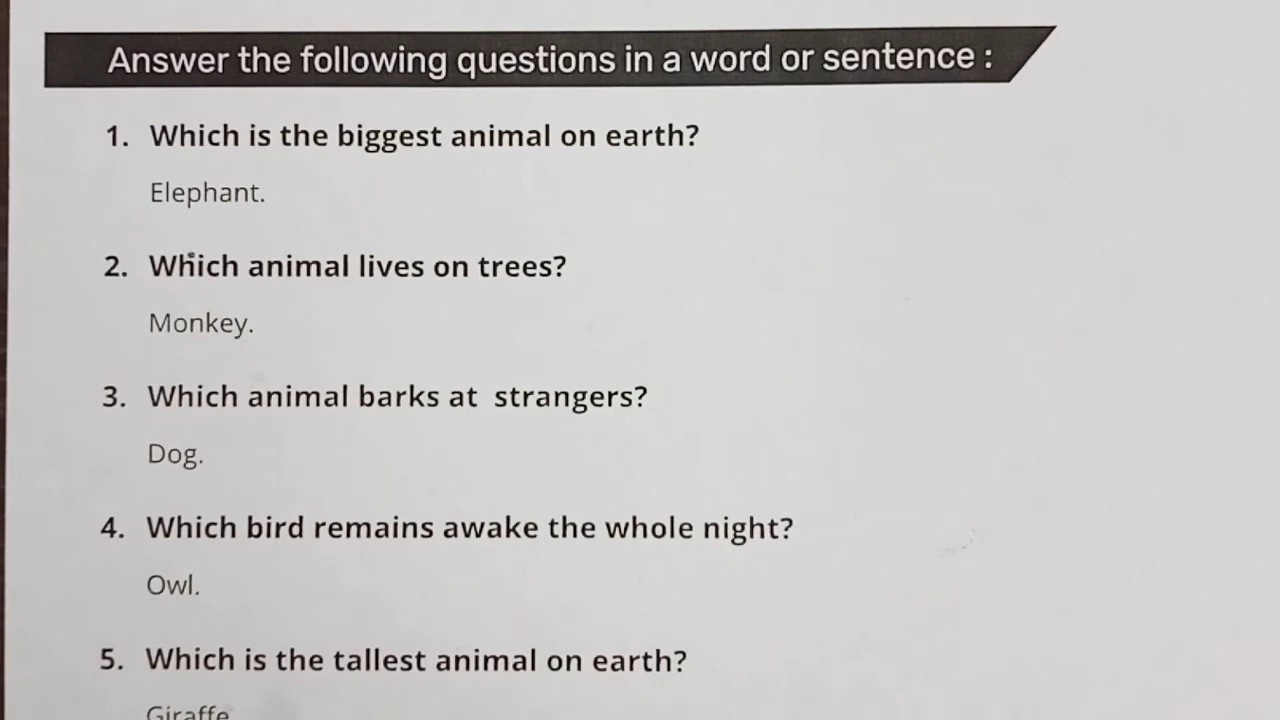 Answer the following questions in a word or sentence :
1. Which is the biggest animal on earth?
Elephant.
2. Which animal lives on trees?
Monkey.
3. Which animal barks at strangers?
Dog.
4. Which bird remains awake the whole night?
Owl.
5. Which is the tallest animal on earth?
Giraffe